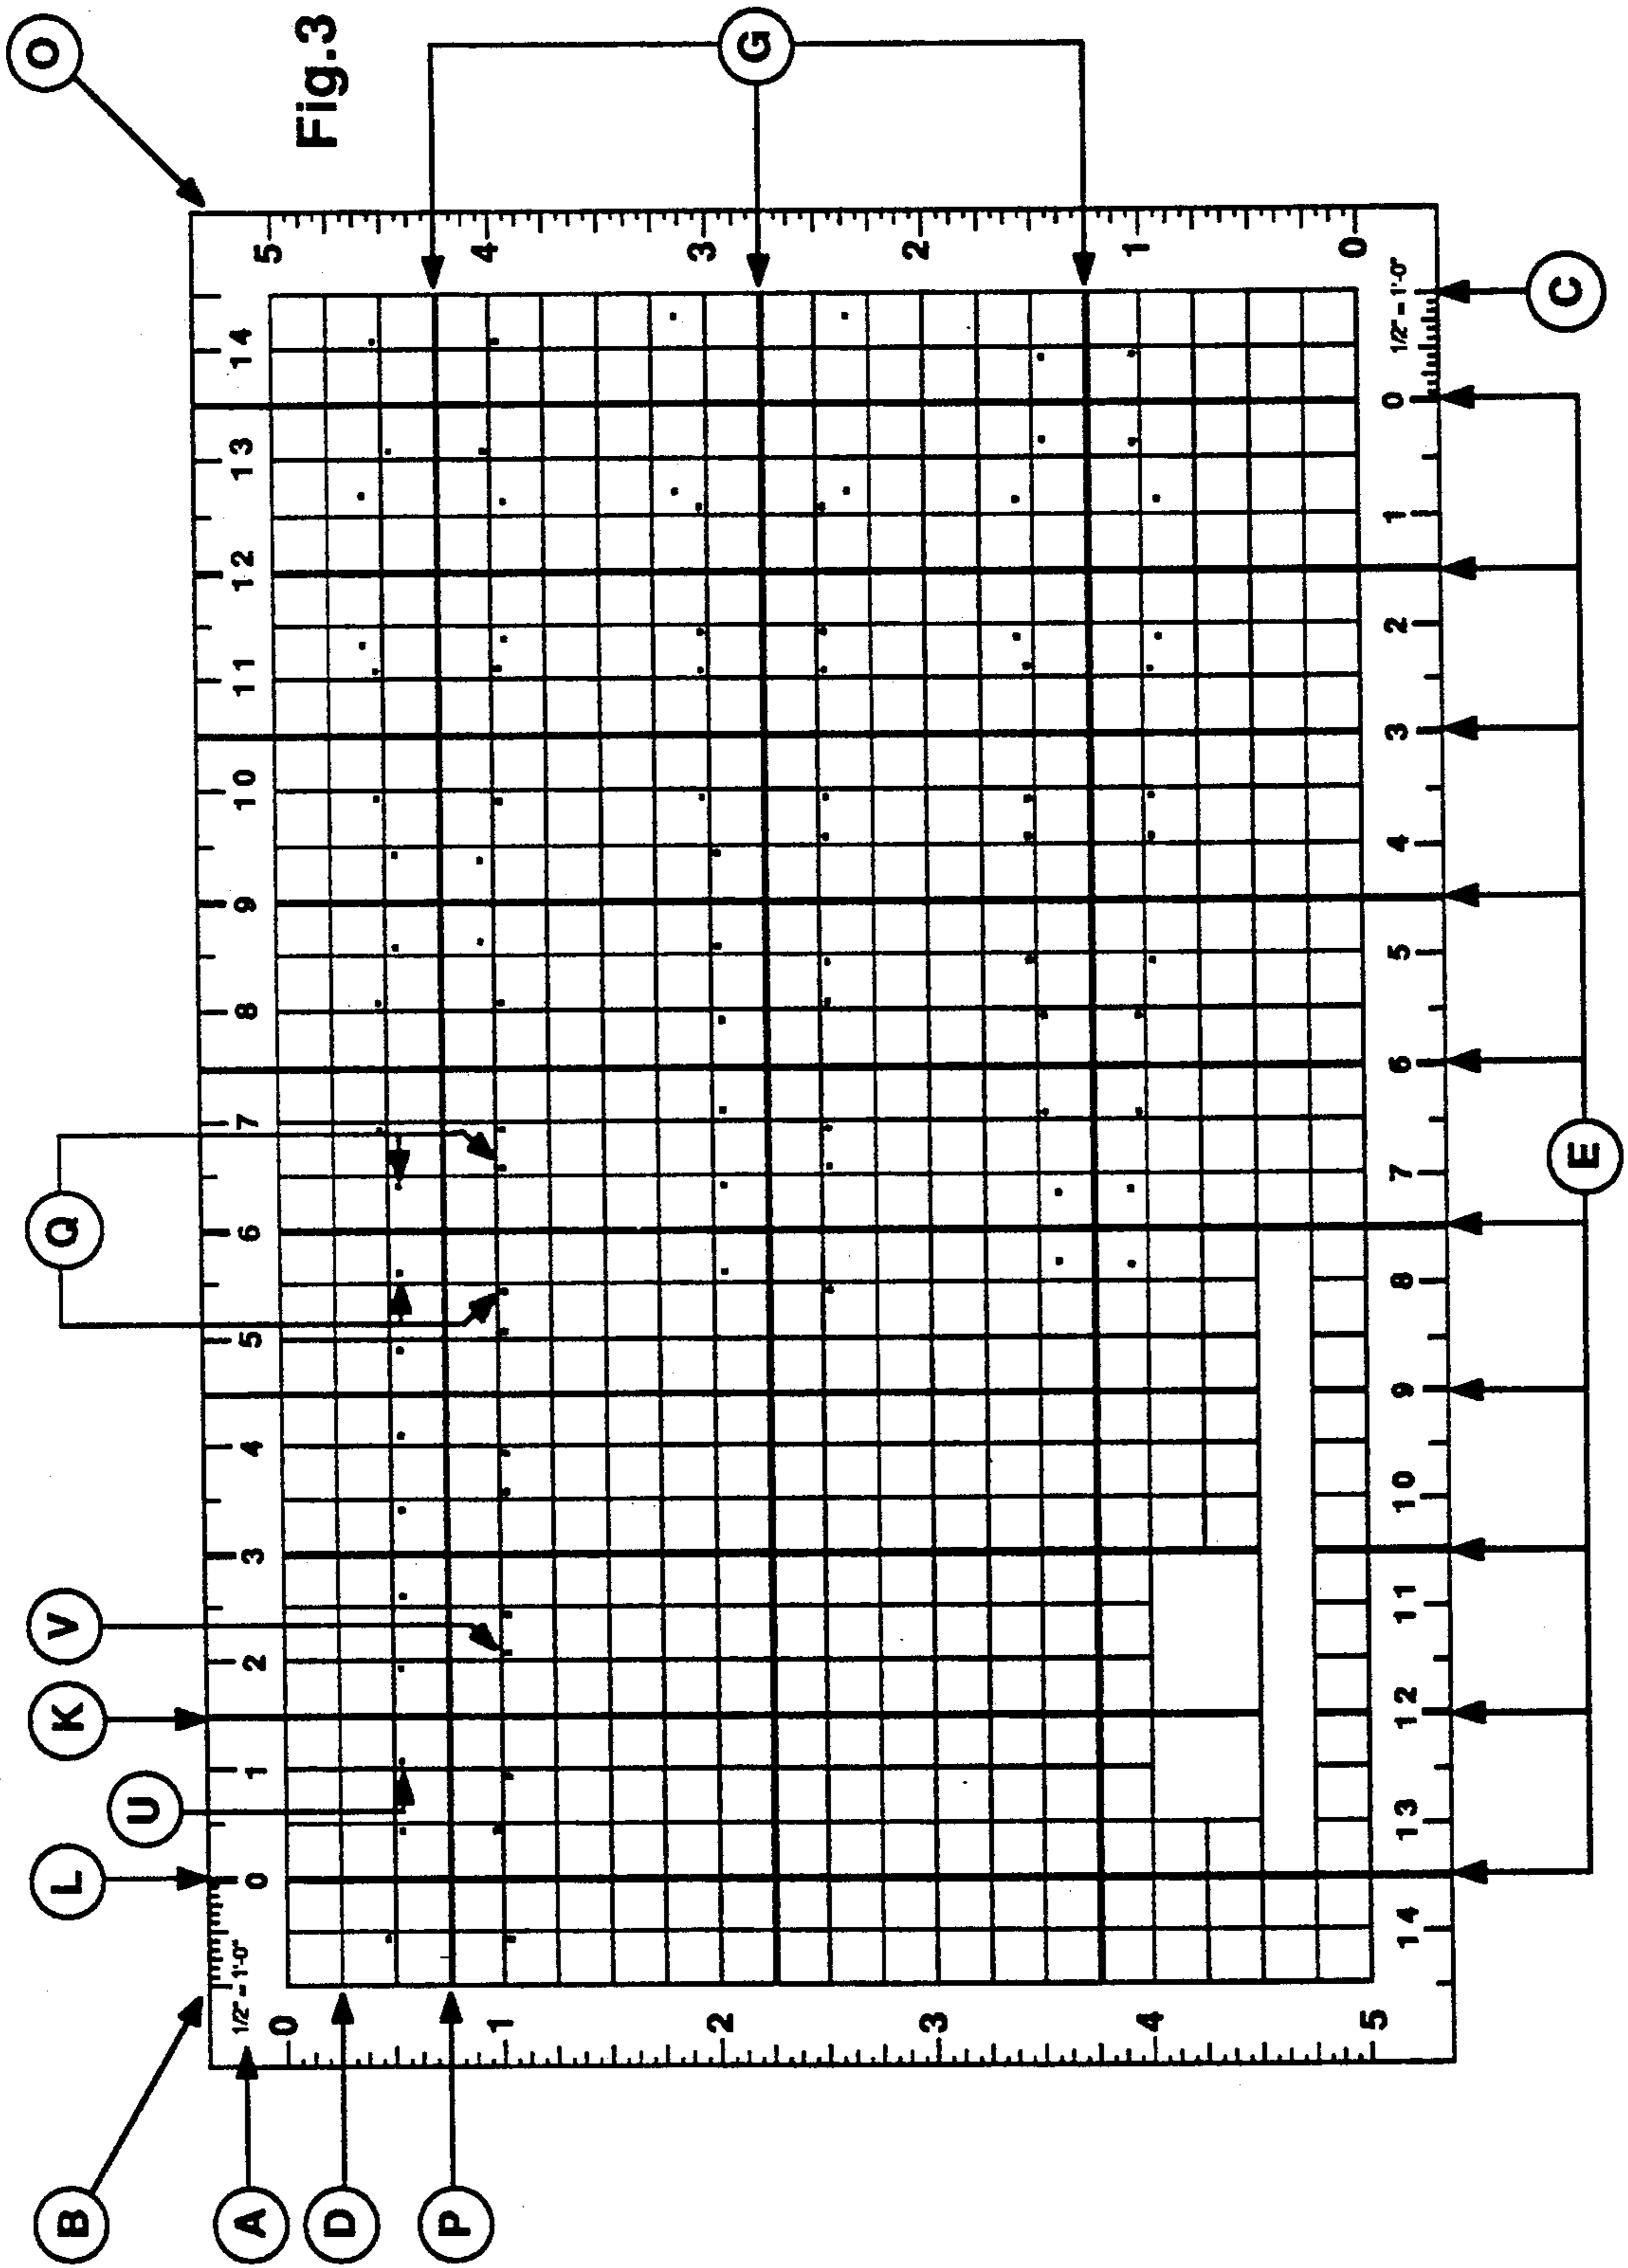 B L K V Q O
U
A 1/2" = 1'-0" 0 1 2 3 4 5 6 7 8 9 10 11 12 13 14
0 5
Fig.3
D
P
1 4
2 3
G
3 2
4 1
5 0
14 13 12 11 10 9 8 7 6 5 4 3 2 1 0 1/2" = 1'-0"
C
E